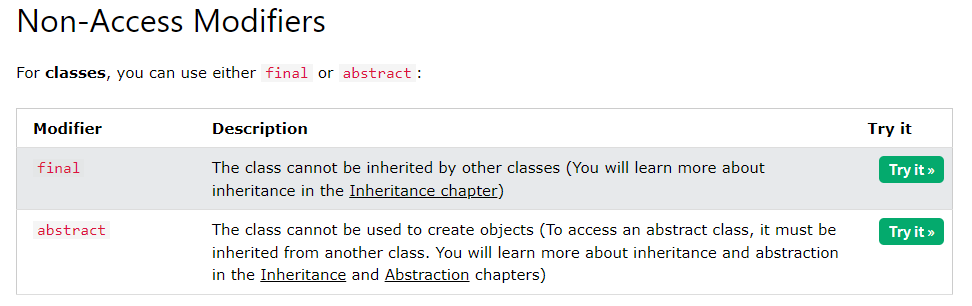 Non-Access Modifiers
For classes, you can use either final or abstract:
Modifier Description Try it
final The class cannot be inherited by other classes (You will learn more about Try it »
inheritance in the Inheritance chapter)
abstract The class cannot be used to create objects (To access an abstract class, it must be Try it »
inherited from another class. You will learn more about inheritance and abstraction
in the Inheritance and Abstraction chapters)